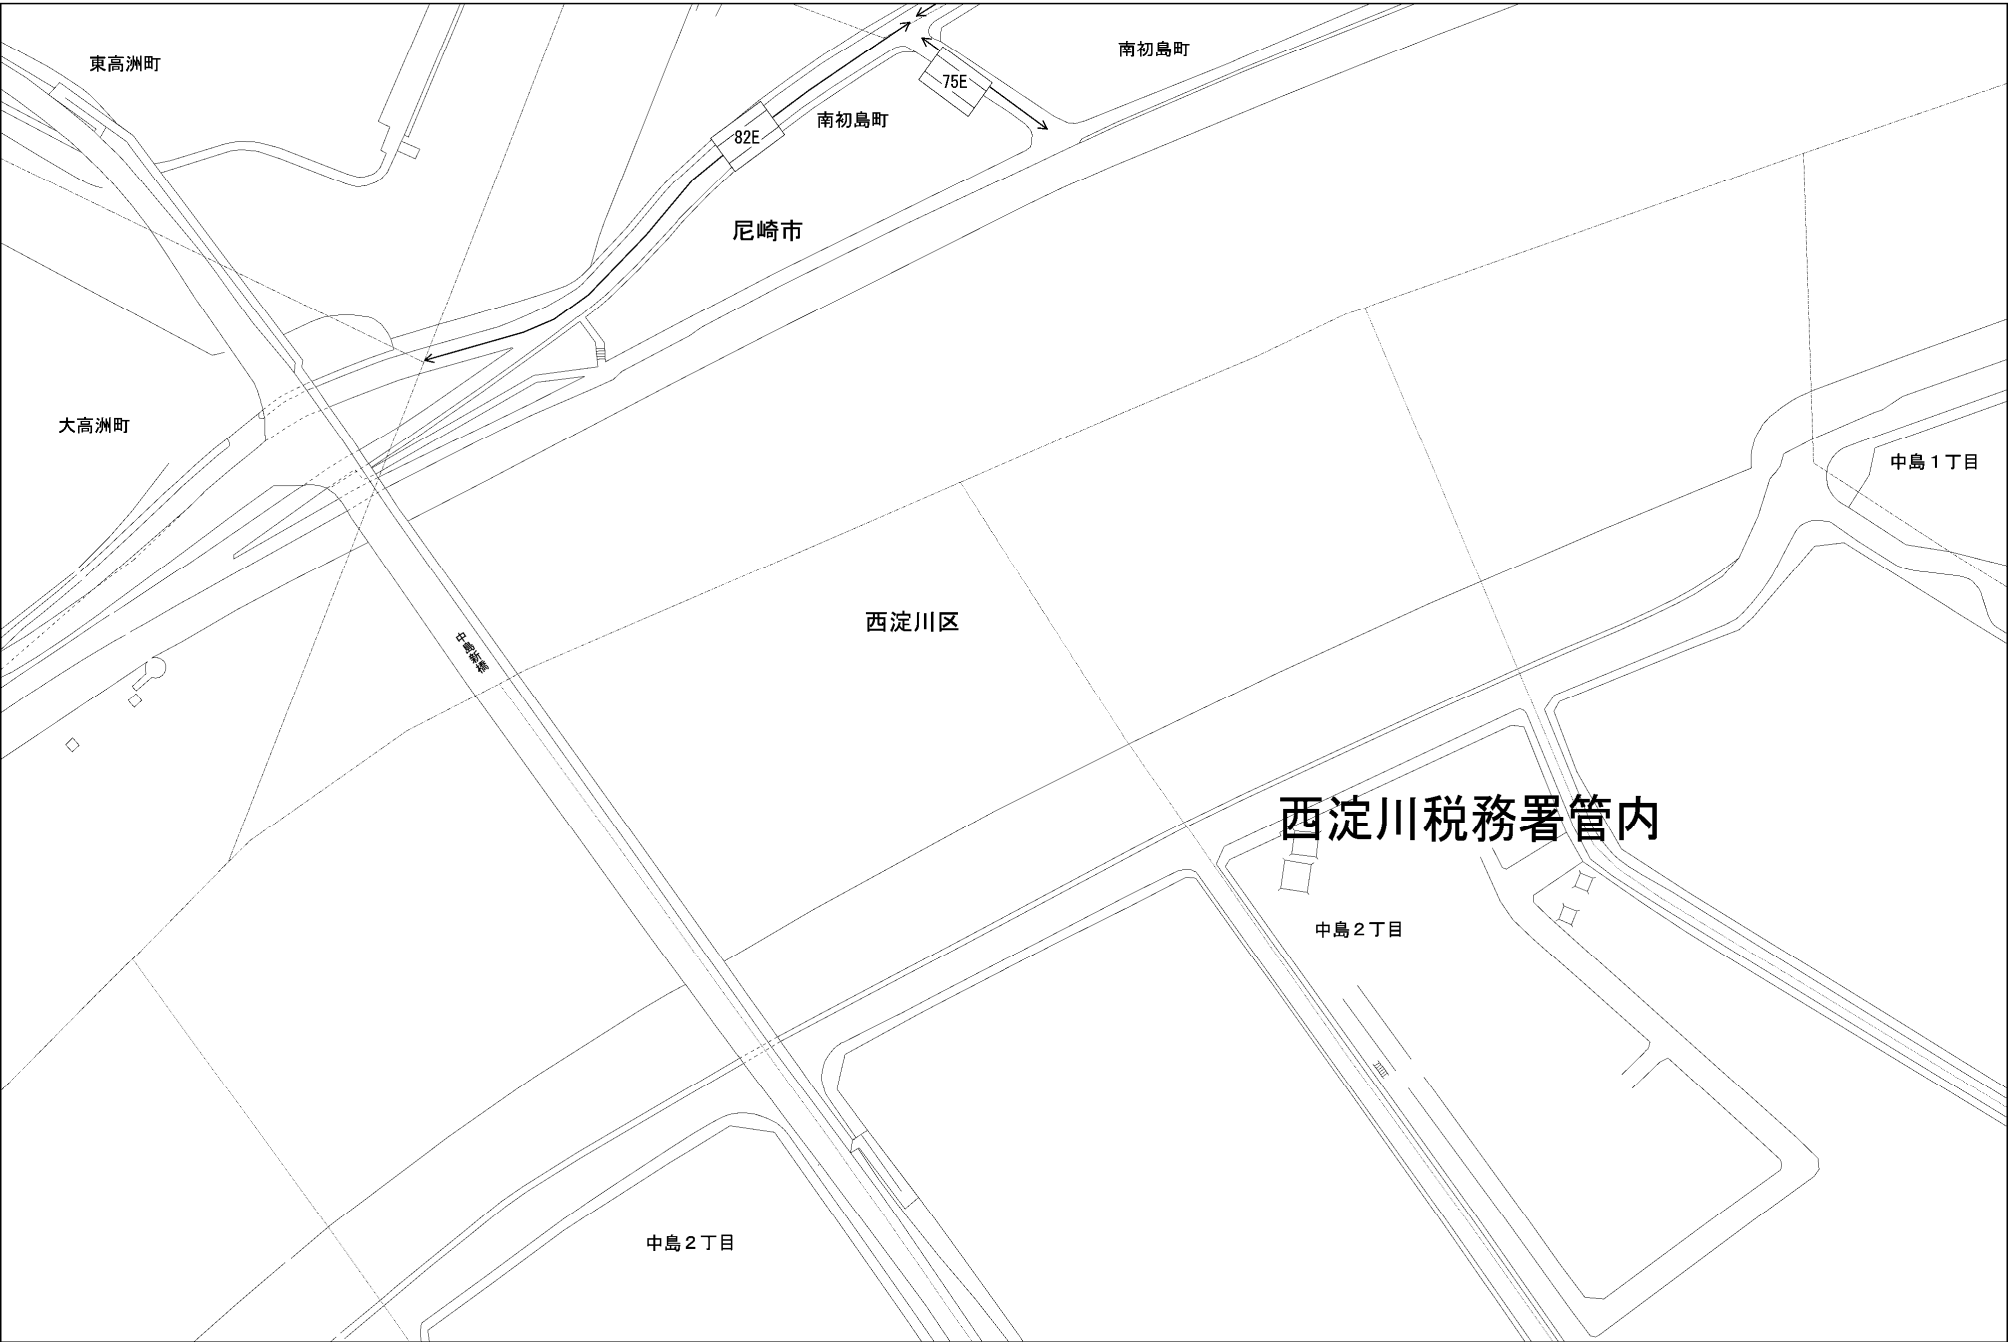 南初島町
東高洲町
75E
南初島町
82E
尼崎市
大高洲町
中島１丁目
西淀川区
中島新橋
西淀川税務署管内
中島２丁目
中島２丁目